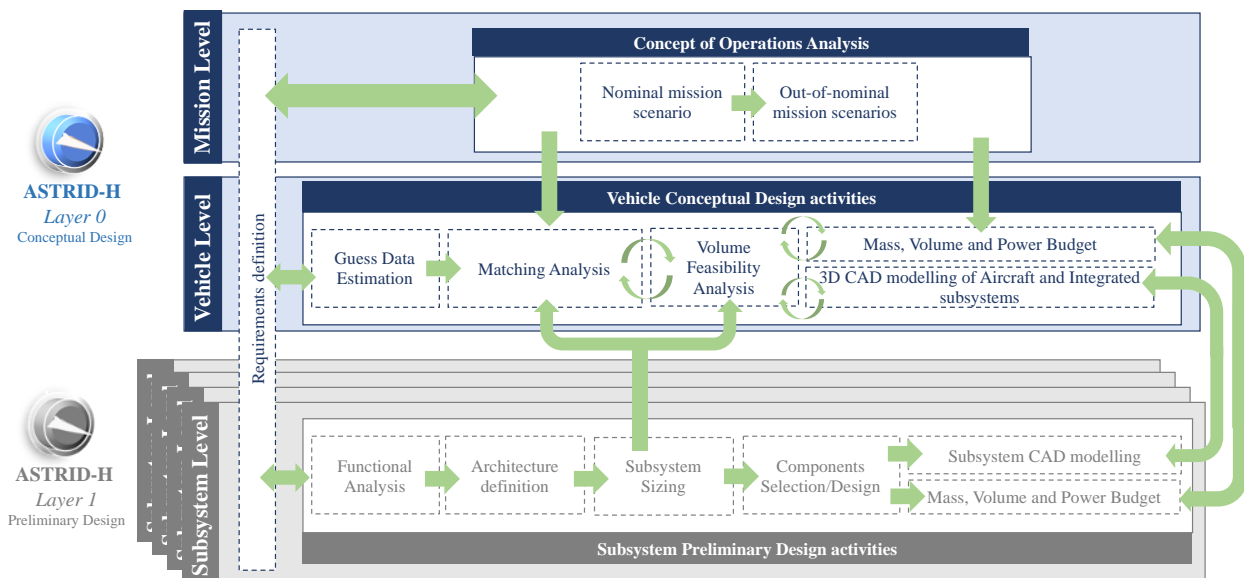 Mission Level
Concept of Operations Analysis
Nominal mission
scenario
Out-of-nominal
mission scenarios
ASTRID-H
Layer 0
Conceptual Design
Requirements definition
Vehicle Level
Vehicle Conceptual Design activities
Guess Data
Estimation
Matching Analysis
Volume
Feasibility
Analysis
Mass, Volume and Power Budget
3D CAD modelling of Aircraft and Integrated
subsystems
ASTRID-H
Layer 1
Preliminary Design
Subsystem Level
Functional
Analysis
Architecture
definition
Subsystem
Sizing
Components
Selection/Design
Subsystem CAD modelling
Mass, Volume and Power Budget
Subsystem Preliminary Design activities